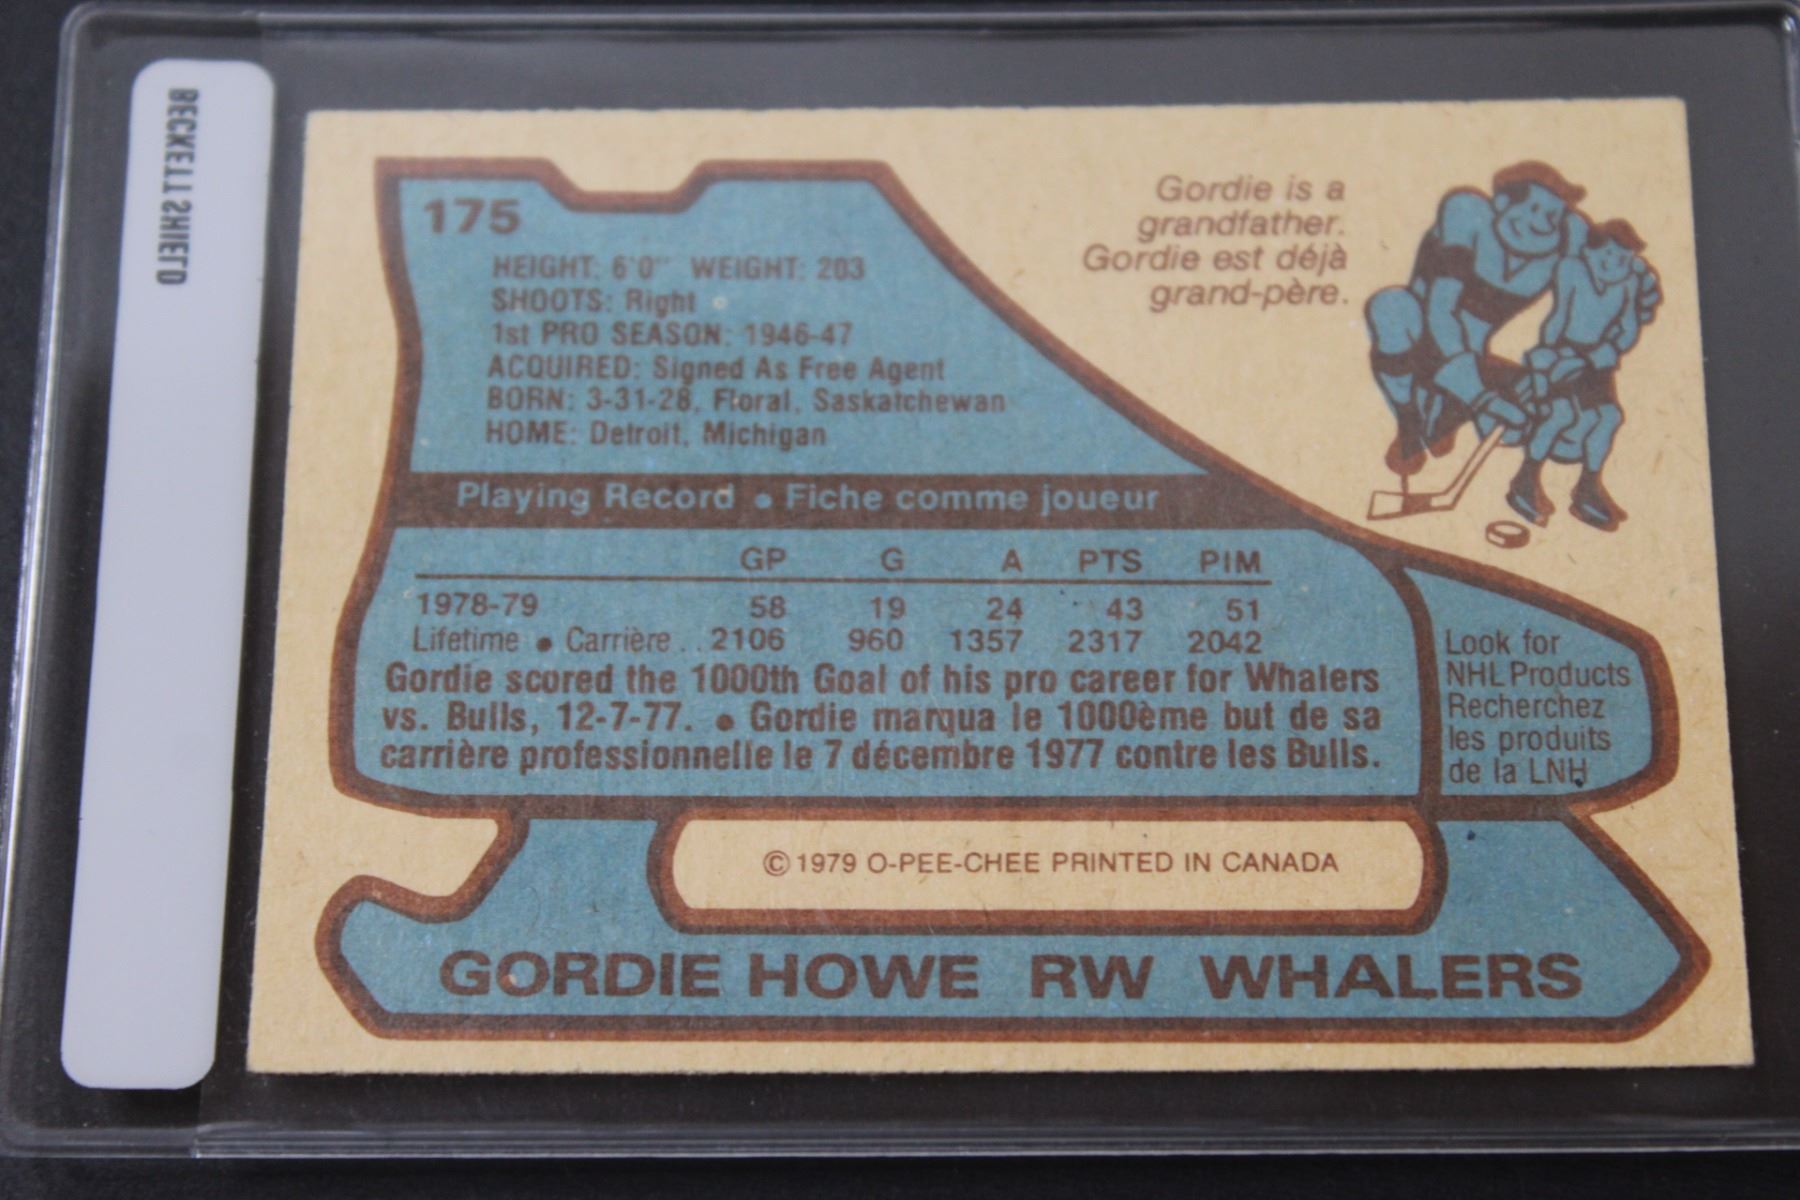 BECKETT SHIELD
175
HEIGHT: 6'0" WEIGHT: 203
SHOOTS: Right
1st PRO SEASON: 1946-47
ACQUIRED: Signed As Free Agent
BORN: 3-31-28, Floral, Saskatchewan
HOME: Detroit, Michigan
Gordie is a
grandfather.
Gordie est déjà
grand-père.
Playing Record • Fiche comme joueur
GP G A PTS PIM
1978-79 58 19 24 43 51
Lifetime • Carrière .. 2106 960 1357 2317 2042
Gordie scored the 1000th Goal of his pro career for Whalers
vs. Bulls, 12-7-77. • Gordie marqua le 1000ème but de sa
carrière professionnelle le 7 décembre 1977 contre les Bulls.
Look for
NHL Products
Recherchez
les produits
de la LNH
© 1979 O-PEE-CHEE PRINTED IN CANADA
GORDIE HOWE RW WHALERS